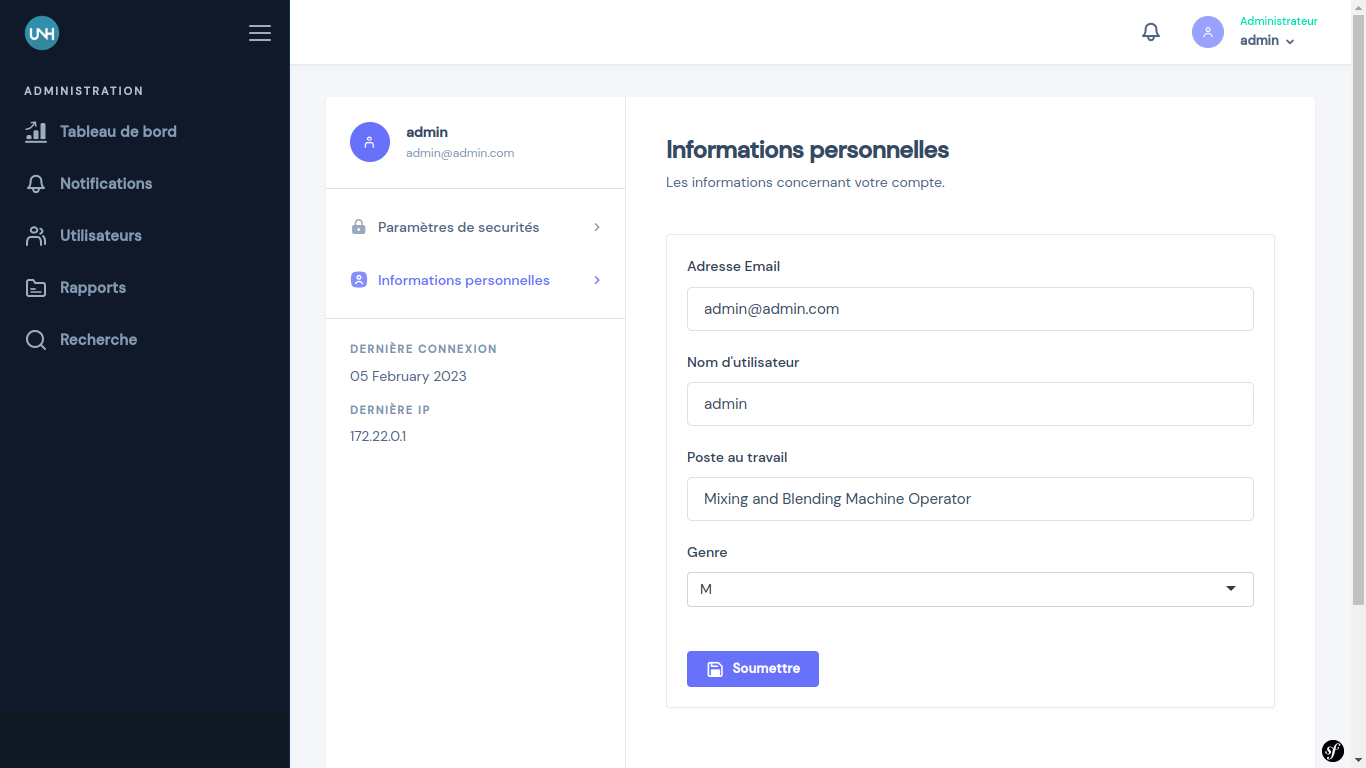 UNH
ADMINISTRATION
Tableau de bord
Notifications
Utilisateurs
Rapports
Recherche
Administrateur
admin
admin
admin@admin.com
Paramètres de securités
Informations personnelles
DERNIÈRE CONNEXION
05 February 2023
DERNIÈRE IP
172.22.0.1
Informations personnelles
Les informations concernant votre compte.
Adresse Email
admin@admin.com
Nom d'utilisateur
admin
Poste au travail
Mixing and Blending Machine Operator
Genre
M
Soumettre
sf